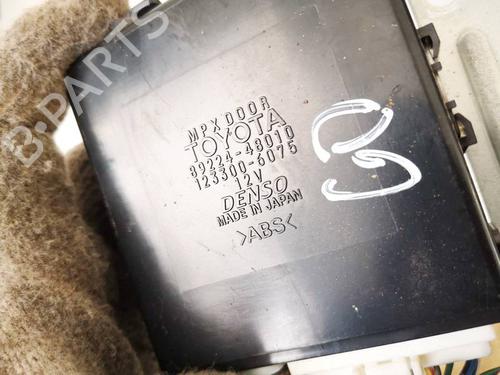 MPX DOOR
TOYOTA
89224-48010
123300-6075
12V
DENSO
MADE IN JAPAN
>ABS<
B
B-PARTS